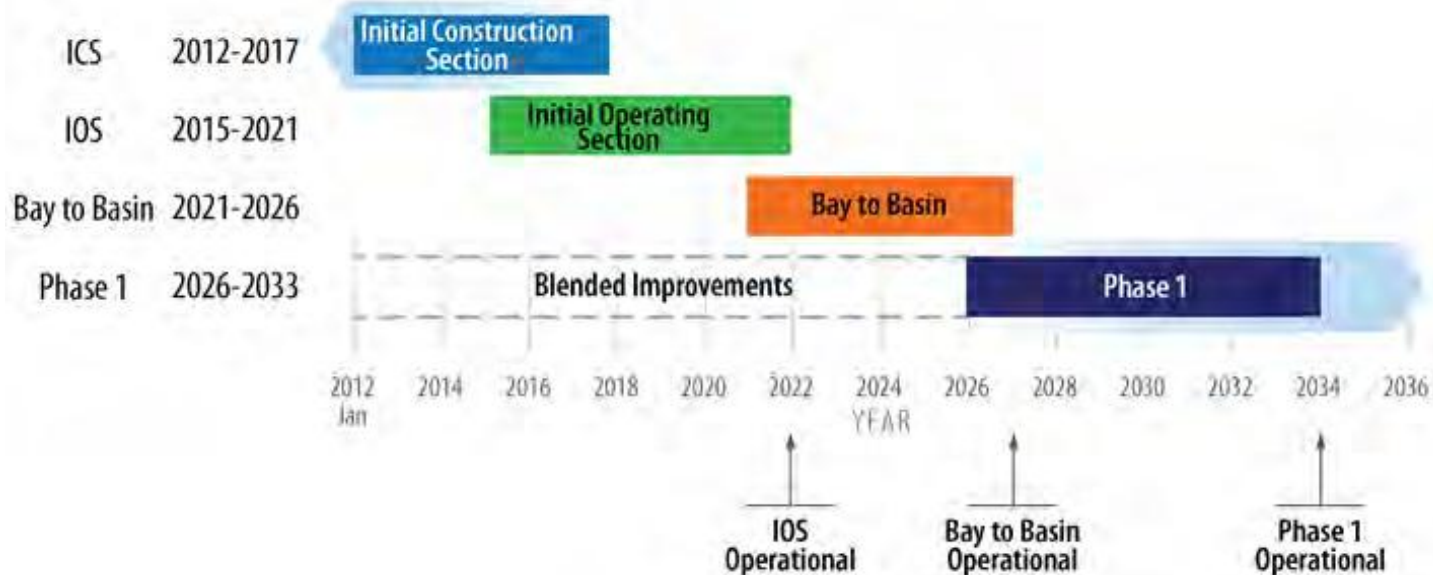 ICS 2012-2017 Initial Construction
Section
IOS 2015-2021 Initial Operating
Section
Bay to Basin 2021-2026 Bay to Basin
Phase 1 2026-2033 Blended Improvements Phase 1
2012 2014 2016 2018 2020 2022 2024 2026 2028 2030 2032 2034 2036
Jan YEAR
IOS Bay to Basin Phase 1
Operational Operational Operational